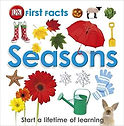 DK first facts
Seasons
Start a lifetime of learning